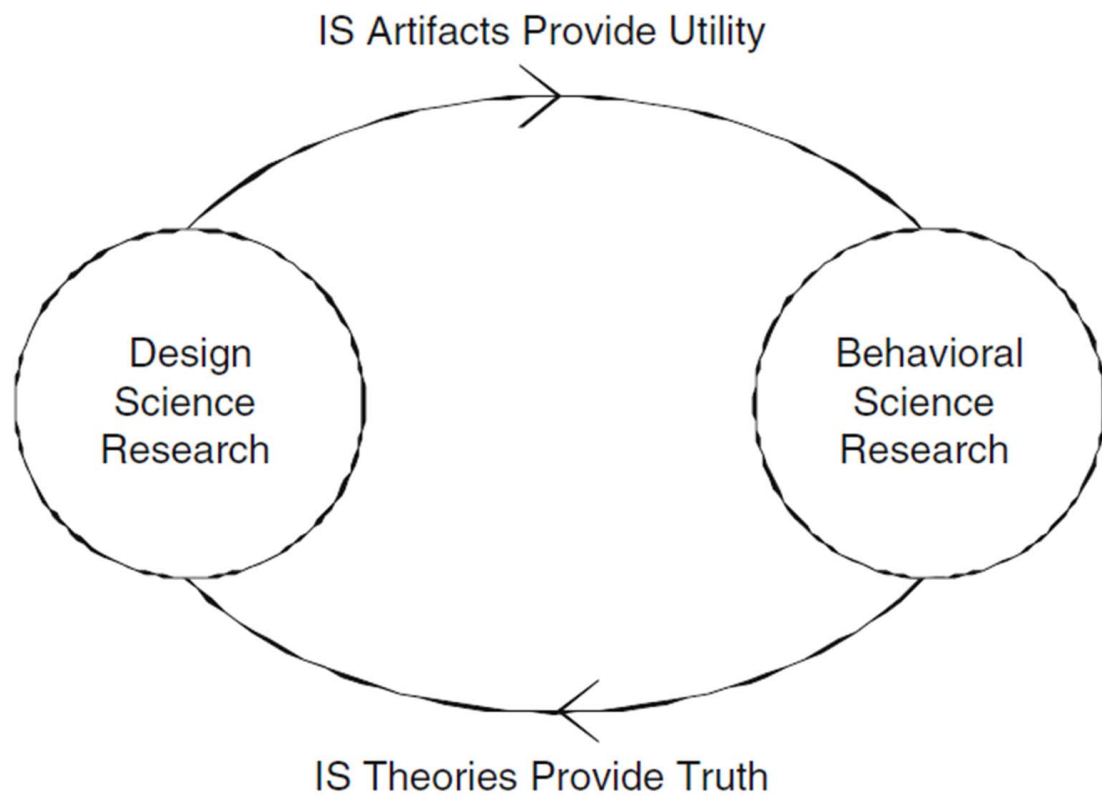 IS Artifacts Provide Utility
Design
Science
Research
Behavioral
Science
Research
IS Theories Provide Truth